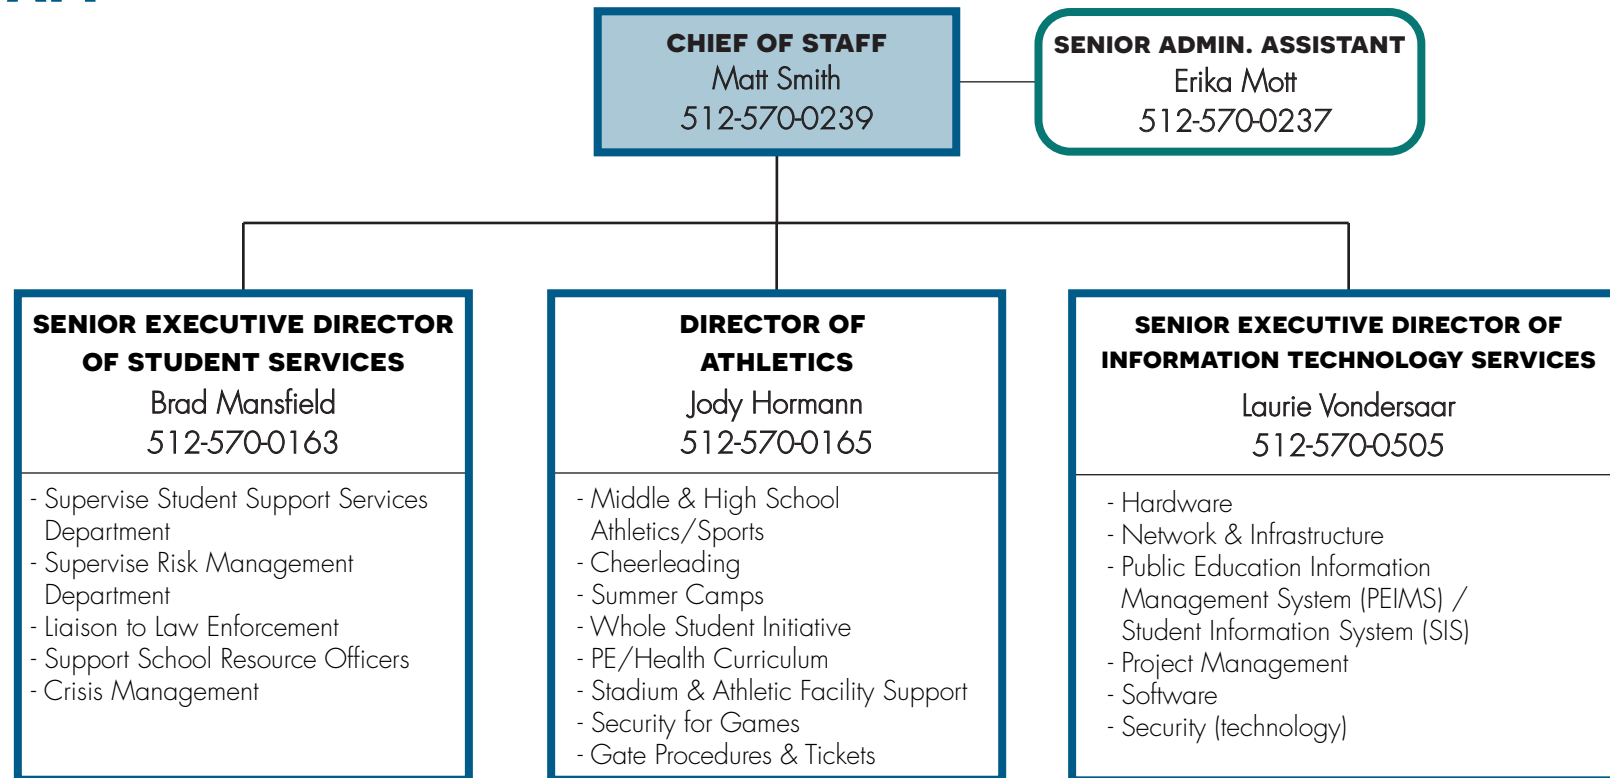 CHIEF OF STAFF
Matt Smith
512-570-0239
SENIOR ADMIN. ASSISTANT
Erika Mott
512-570-0237
SENIOR EXECUTIVE DIRECTOR
OF STUDENT SERVICES
Brad Mansfield
512-570-0163
- Supervise Student Support Services
Department
- Supervise Risk Management
Department
- Liaison to Law Enforcement
- Support School Resource Officers
- Crisis Management
DIRECTOR OF
ATHLETICS
Jody Hormann
512-570-0165
- Middle & High School
Athletics/Sports
- Cheerleading
- Summer Camps
- Whole Student Initiative
- PE/Health Curriculum
- Stadium & Athletic Facility Support
- Security for Games
- Gate Procedures & Tickets
SENIOR EXECUTIVE DIRECTOR OF
INFORMATION TECHNOLOGY SERVICES
Laurie Vondersaar
512-570-0505
- Hardware
- Network & Infrastructure
- Public Education Information
Management System (PEIMS) /
Student Information System (SIS)
- Project Management
- Software
- Security (technology)